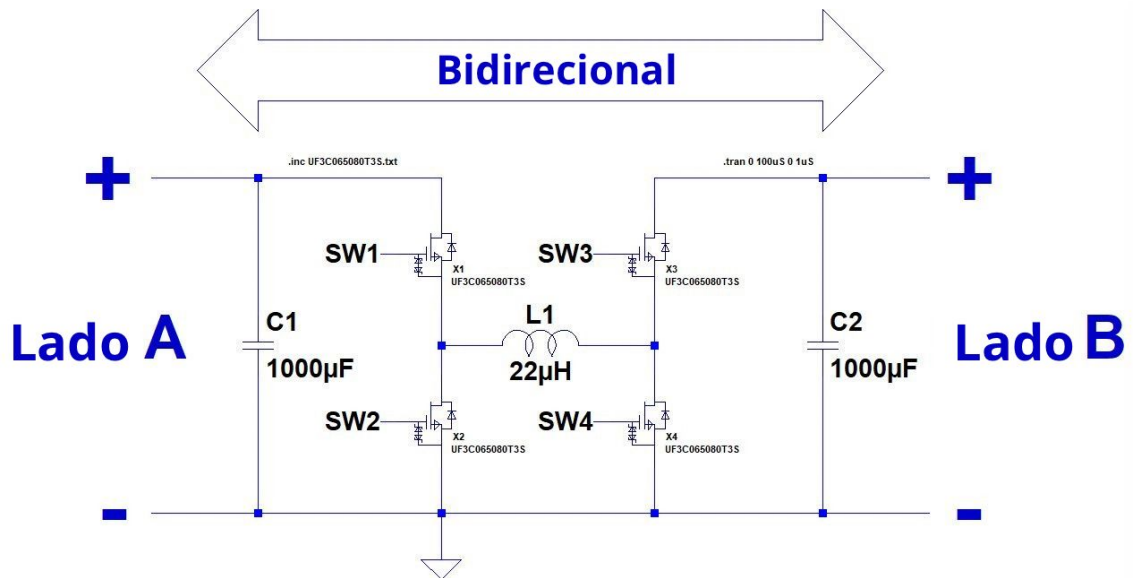 Bidirecional
.inc UF3C065080T3S.txt
.tran 0 100uS 0 1uS
+
+
SW1
X1
UF3C065080T3S
SW3
X3
UF3C065080T3S
Lado A
C1
1000µF
L1
22µH
C2
1000µF
Lado B
SW2
X2
UF3C065080T3S
SW4
X4
UF3C065080T3S
-
-